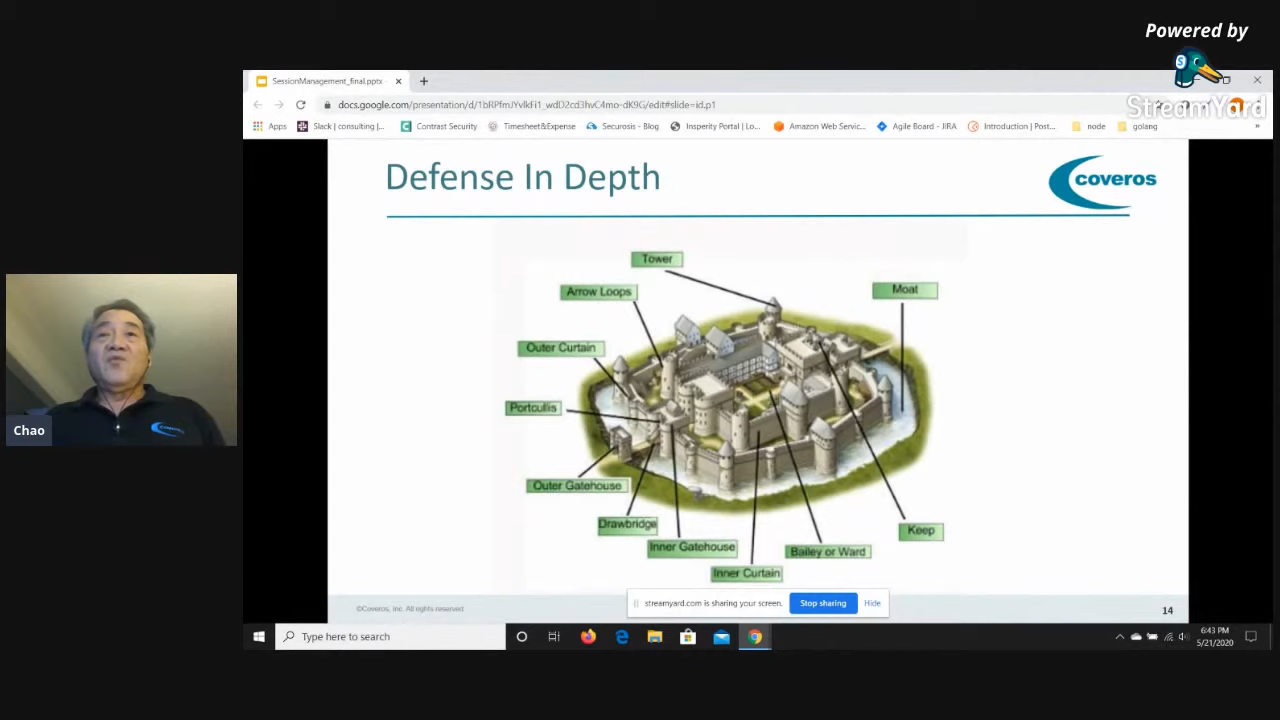 Powered by
StreamYard
SessionManagement_final.pptx
docs.google.com/presentation/d/1bRPfmJYvlkFi1_wdD2cd3hvC4mo-dK9G/edit#slide=id.p1
Apps
Slack | consulting |...
Contrast Security
Timesheet&Expense
Securosis - Blog
Insperity Portal | Lo...
Amazon Web Servic...
Agile Board - JIRA
Introduction | Post...
node
golang
Defense In Depth
coveros
Tower
Arrow Loops
Moat
Outer Curtain
Portcullis
Outer Gatehouse
Drawbridge
Keep
Inner Gatehouse
Bailey or Ward
Inner Curtain
Chao
coveros
streamyard.com is sharing your screen.
Stop sharing
Hide
©Coveros, Inc. All rights reserved
14
Type here to search
6:43 PM
5/21/2020